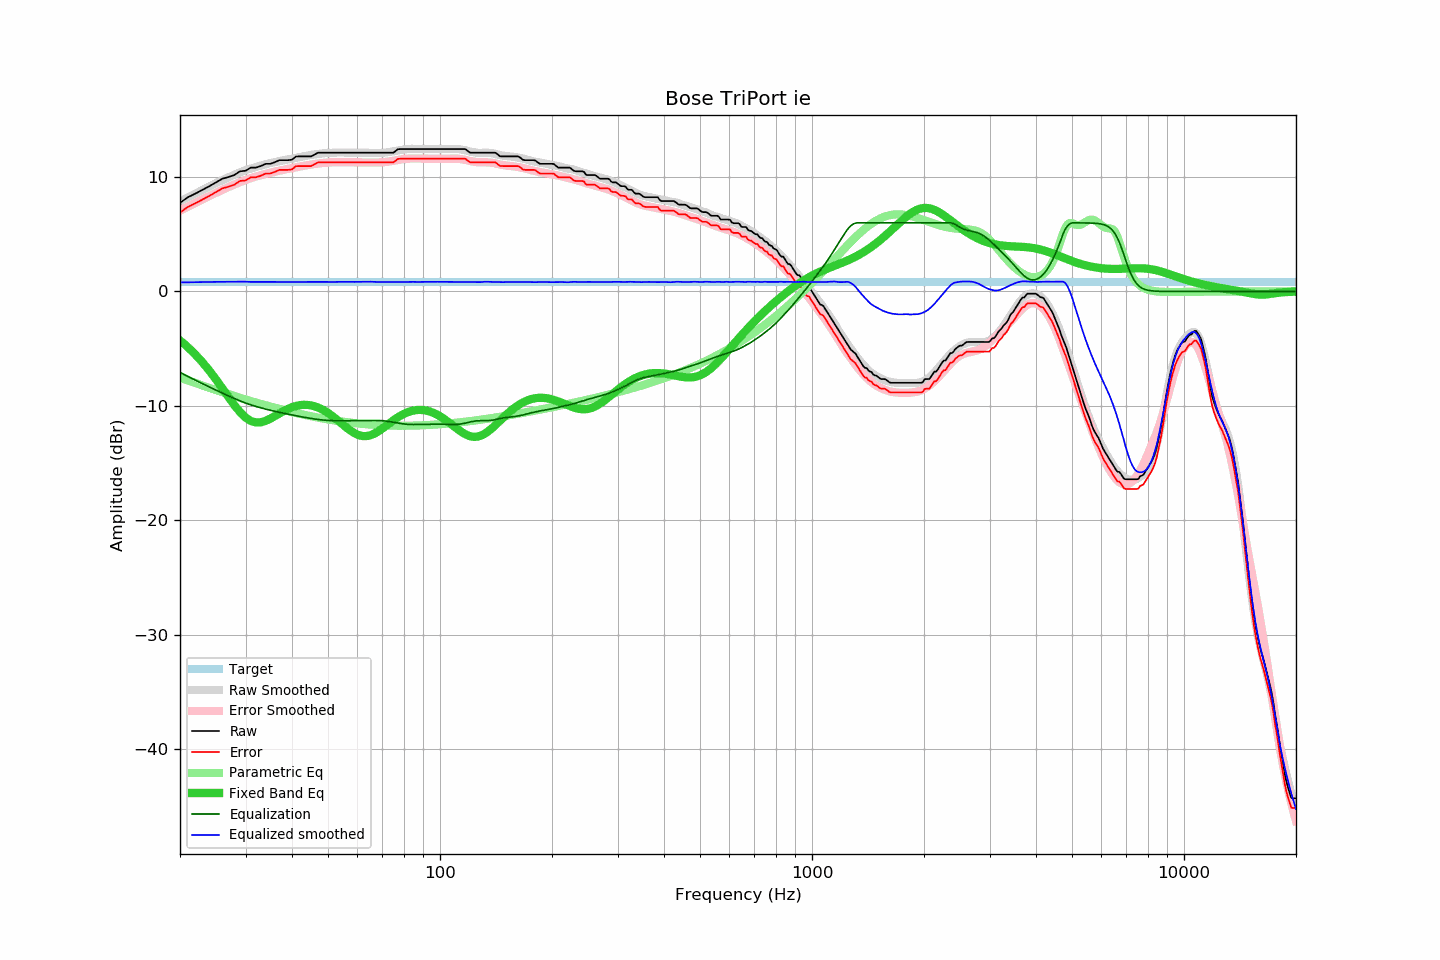 Bose TriPort ie
10
0
−10
−20
−30
−40
Amplitude (dBr)
Target
Raw Smoothed
Error Smoothed
Raw
Error
Parametric Eq
Fixed Band Eq
Equalization
Equalized smoothed
100
1000
10000
Frequency (Hz)